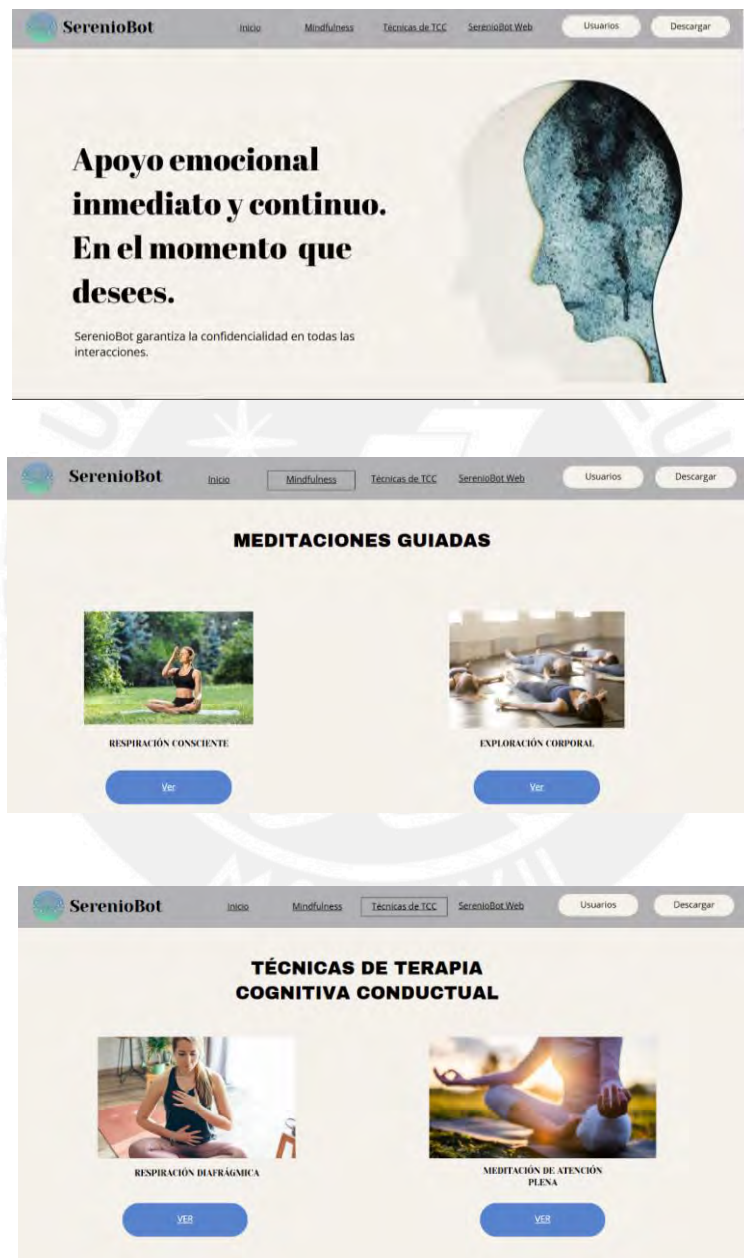 SerenioBot Inicio Mindfulness Técnicas de TCC SerenioBot Web Usuarios Descargar
Apoyo emocional
inmediato y continuo.
En el momento que
desees.
SerenioBot garantiza la confidencialidad en todas las
interacciones.
SerenioBot Inicio Mindfulness Técnicas de TCC SerenioBot Web Usuarios Descargar
MEDITACIONES GUIADAS
RESPIRACIÓN CONSCIENTE EXPLORACIÓN CORPORAL
Ver Ver
SerenioBot Inicio Mindfulness Técnicas de TCC SerenioBot Web Usuarios Descargar
TÉCNICAS DE TERAPIA
COGNITIVA CONDUCTUAL
RESPIRACIÓN DIAFRÁGMICA MEDITACIÓN DE ATENCIÓN
PLENA
VER VER